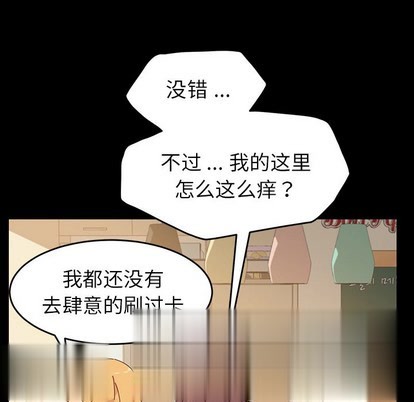 没错 ...
不过 ... 我的这里
怎么这么痒？
我都还没有
去肆意的刷过卡